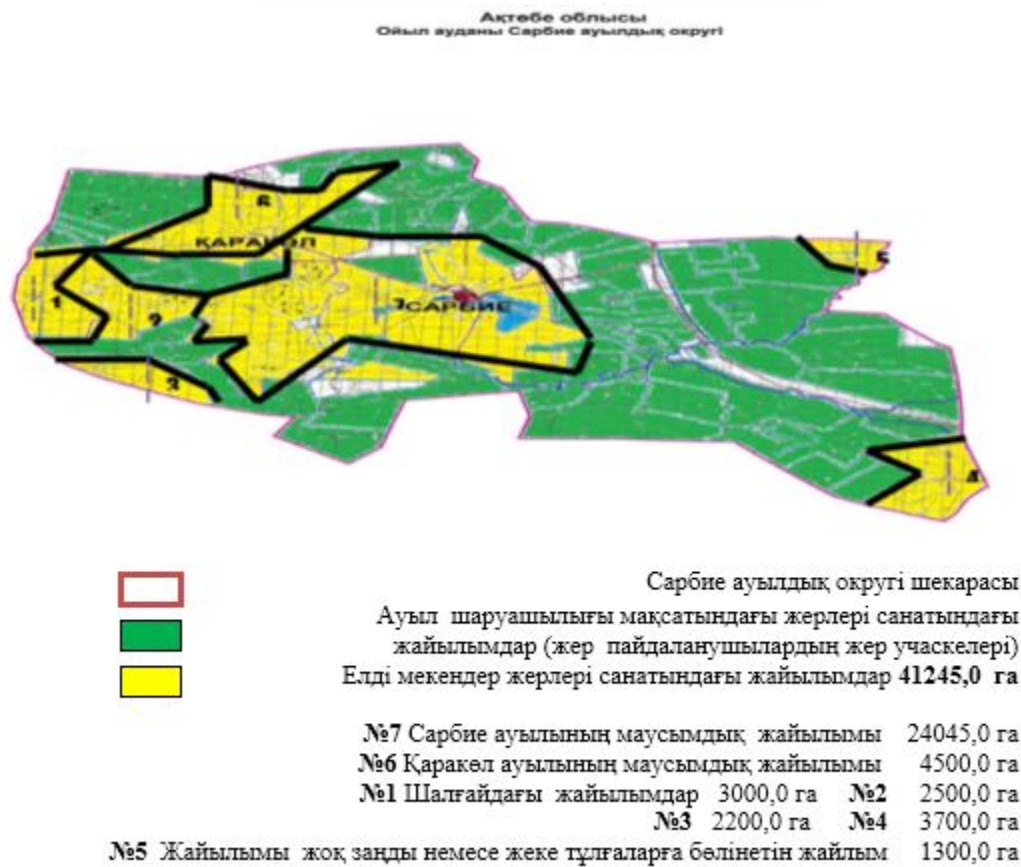 Ақтөбе облысы
Ойыл ауданы Сарбие ауылдық округі
6
ҚАРАКӨЛ
5
1
7 САРБИЕ
2
3
4
Сарбие ауылдық округі шекарасы
Ауыл шаруашылығы мақсатындағы жерлері санатындағы
жайылымдар (жер пайдаланушылардың жер учаскелері)
Елді мекендер жерлері санатындағы жайылымдар 41245,0 га
№7 Сарбие ауылының маусымдық жайылымы 24045,0 га
№6 Қаракөл ауылының маусымдық жайылымы 4500,0 га
№1 Шалғайдағы жайылымдар 3000,0 га №2 2500,0 га
№3 2200,0 га №4 3700,0 га
№5 Жайылымы жоқ заңды немесе жеке тұлғаларға бөлінетін жайлым 1300,0 га